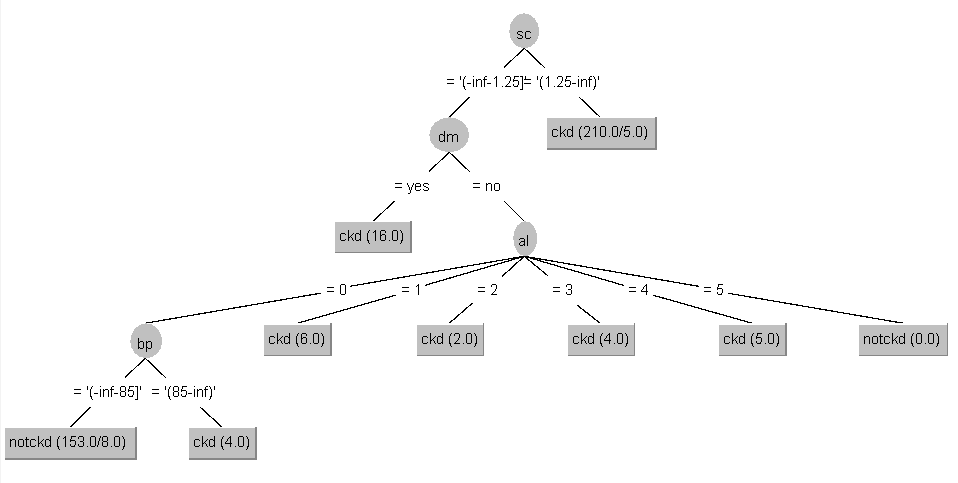 sc
= '(-inf-1.25]'= '(1.25-inf)'
dm
ckd (210.0/5.0)
= yes = no
ckd (16.0)
al
= 0 = 1 = 2 = 3 = 4 = 5
bp
ckd (6.0) ckd (2.0) ckd (4.0) ckd (5.0) notckd (0.0)
= '(-inf-85]' = '(85-inf)'
notckd (153.0/8.0) ckd (4.0)